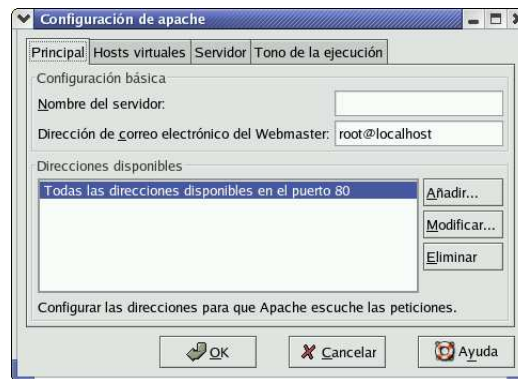 Configuración de apache
Principal Hosts virtuales Servidor Tono de la ejecución
Configuración básica
Nombre del servidor:
Dirección de correo electrónico del Webmaster: root@localhost
Direcciones disponibles
Todas las direcciones disponibles en el puerto 80
Añadir...
Modificar...
Eliminar
Configurar las direcciones para que Apache escuche las peticiones.
OK Cancelar Ayuda